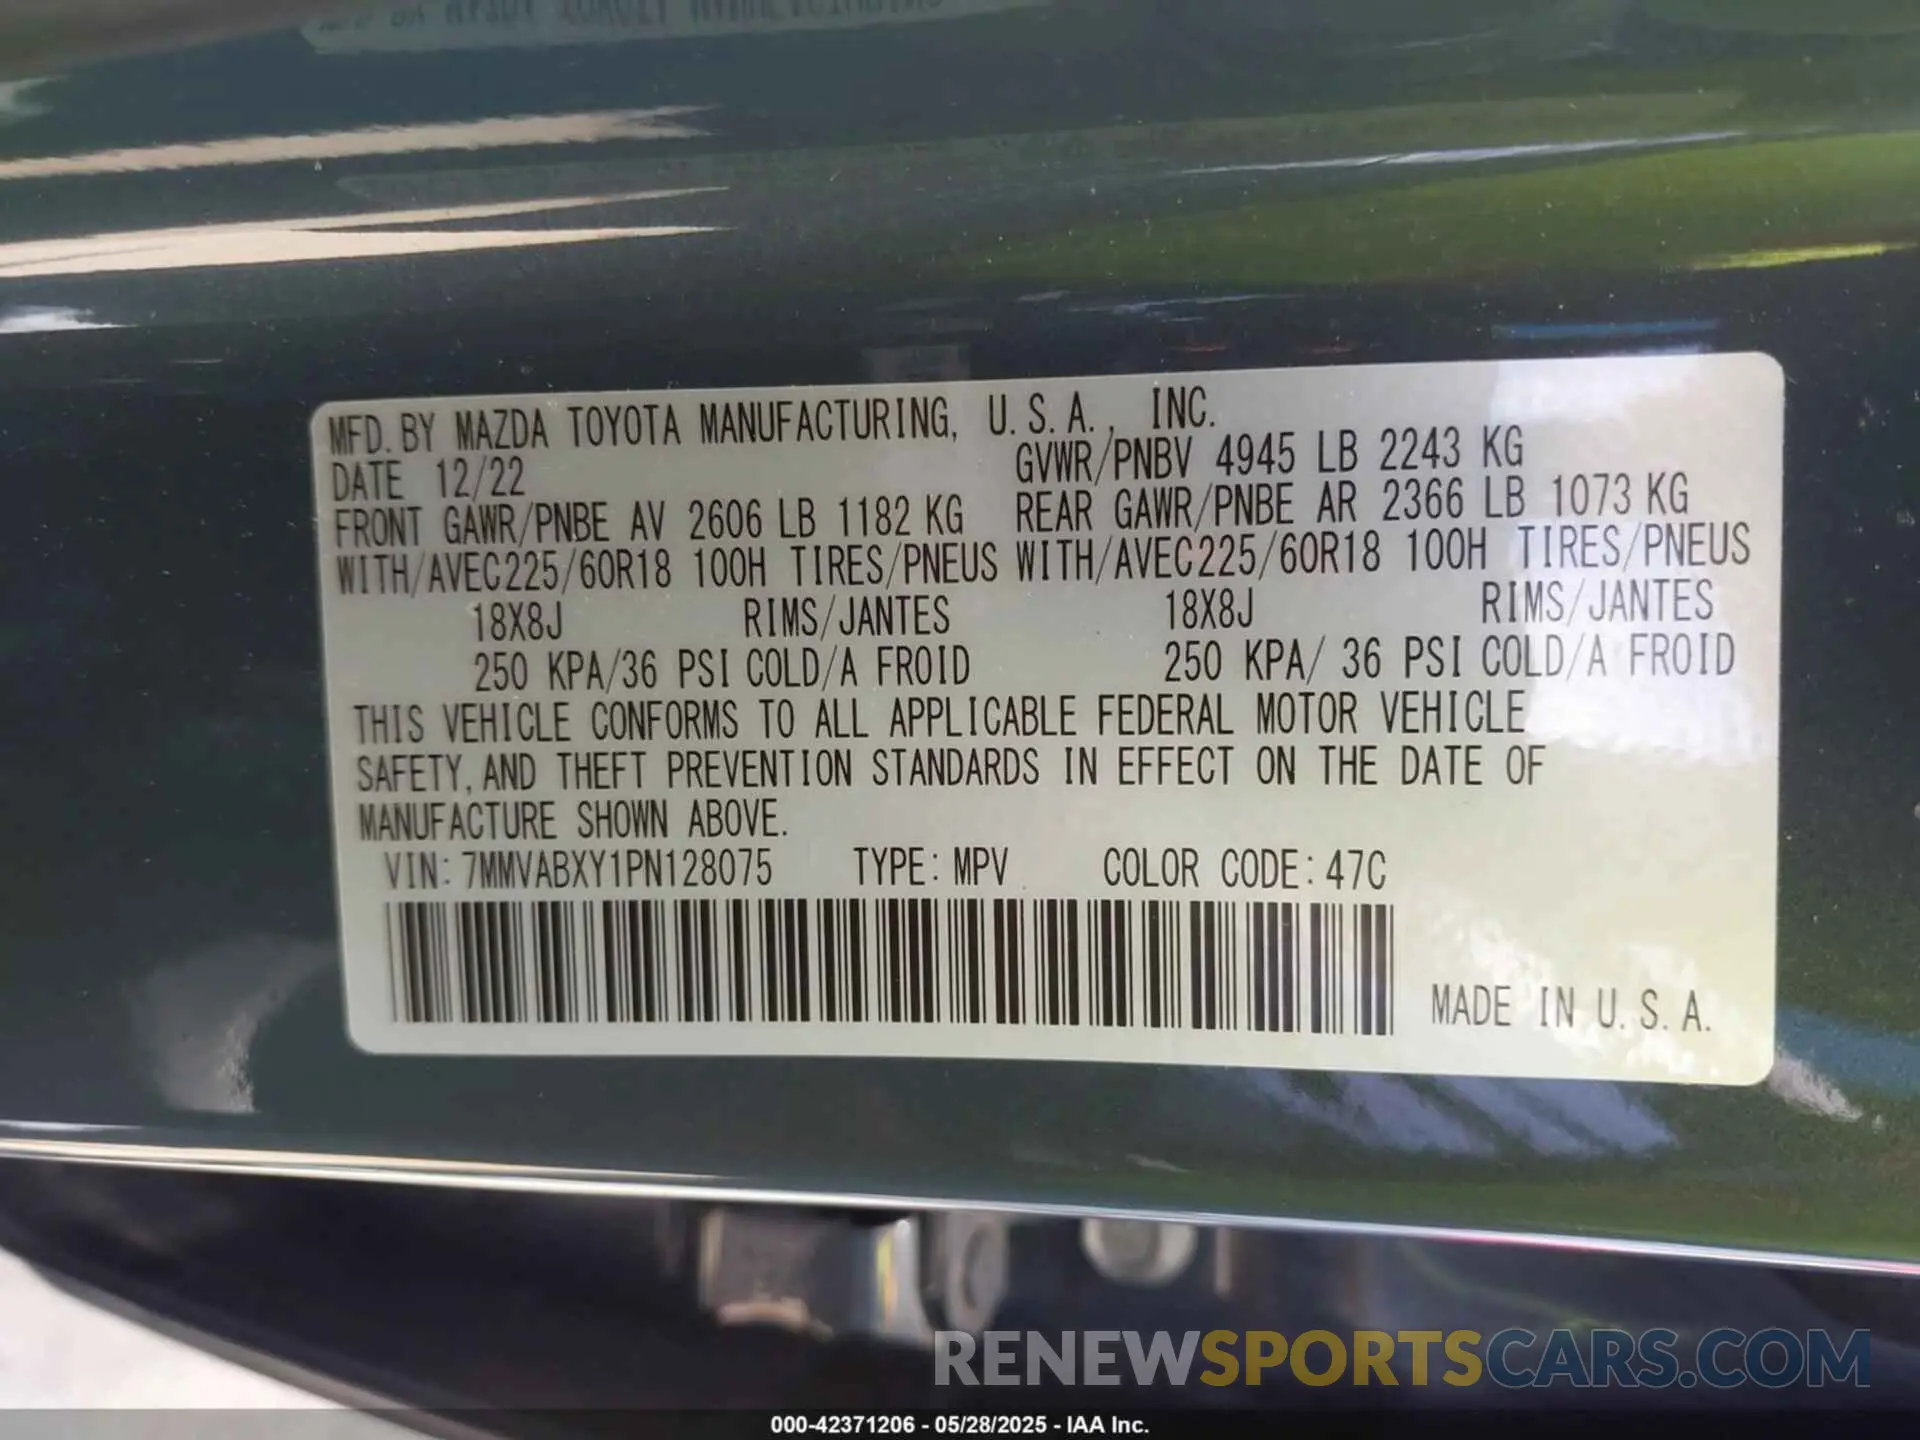 MFD. BY MAZDA TOYOTA MANUFACTURING, U.S.A., INC.
DATE 12/22 GVWR/PNBV 4945 LB 2243 KG
FRONT GAWR/PNBE AV 2606 LB 1182 KG REAR GAWR/PNBE AR 2366 LB 1073 KG
WITH/AVEC225/60R18 100H TIRES/PNEUS WITH/AVEC225/60R18 100H TIRES/PNEUS
18X8J RIMS/JANTES 18X8J RIMS/JANTES
250 KPA/36 PSI COLD/A FROID 250 KPA/ 36 PSI COLD/A FROID
THIS VEHICLE CONFORMS TO ALL APPLICABLE FEDERAL MOTOR VEHICLE
SAFETY, AND THEFT PREVENTION STANDARDS IN EFFECT ON THE DATE OF
MANUFACTURE SHOWN ABOVE.
VIN: 7MMVABXY1PN128075 TYPE: MPV COLOR CODE: 47C
MADE IN U.S.A.
RENEWSPORTSCARS.COM
000-42371206 - 05/28/2025 - IAA Inc.